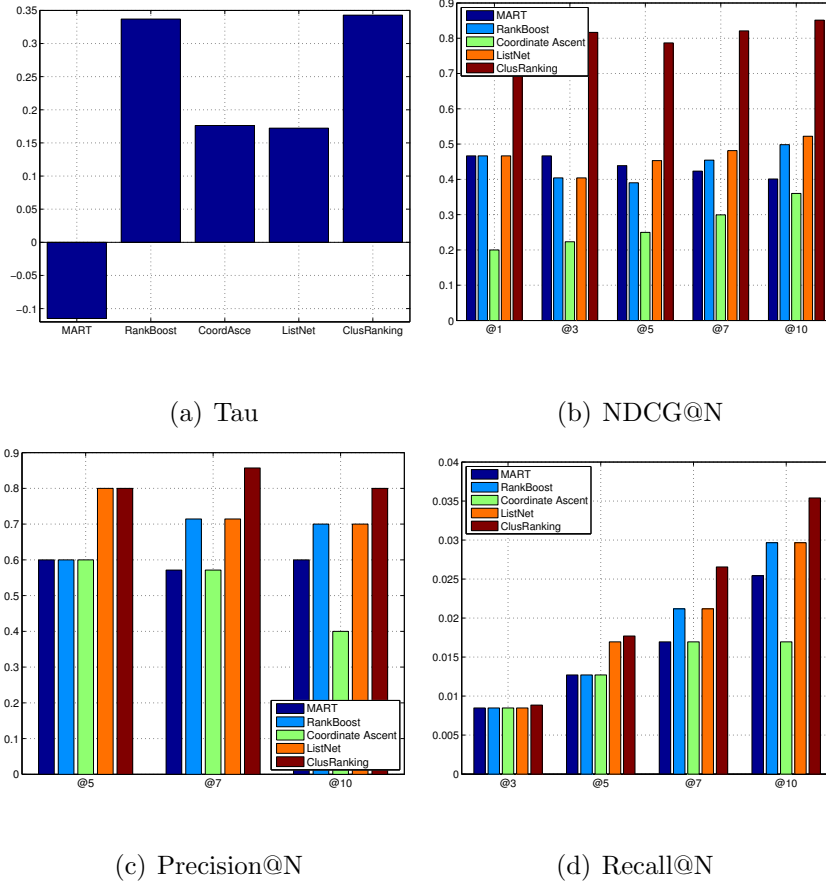 0.35
0.3
0.25
0.2
0.15
0.1
0.05
0
−0.05
−0.1
MART RankBoost CoordAsce ListNet ClusRanking
(a) Tau
0.9
0.8
0.7
0.6
0.5
0.4
0.3
0.2
0.1
0
MART
RankBoost
Coordinate Ascent
ListNet
ClusRanking
@1 @3 @5 @7 @10
(b) NDCG@N
0.9
0.8
0.7
0.6
0.5
0.4
0.3
0.2
0.1
0
MART
RankBoost
Coordinate Ascent
ListNet
ClusRanking
@5 @7 @10
(c) Precision@N
0.04
0.035
0.03
0.025
0.02
0.015
0.01
0.005
0
MART
RankBoost
Coordinate Ascent
ListNet
ClusRanking
@3 @5 @7 @10
(d) Recall@N